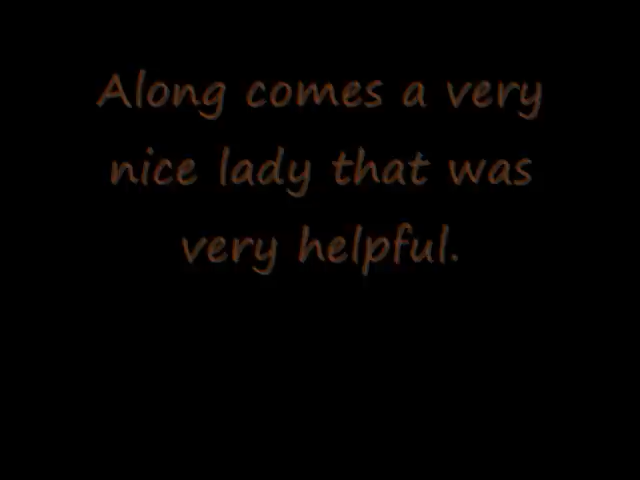 Along comes a very
nice lady that was
very helpful.